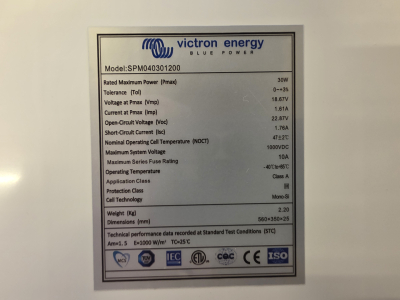 victron energy
BLUE POWER
Model:SPM040301200
Rated Maximum Power (Pmax) 30W
Tolerance (Tol) 0~+3%
Voltage at Pmax (Vmp) 18.67V
Current at Pmax (Imp) 1.61A
Open-Circuit Voltage (Voc) 22.87V
Short-Circuit Current (Isc) 1.76A
Nominal Operating Cell Temperature (NOCT) 47±2℃
Maximum System Voltage 1000VDC
Maximum Series Fuse Rating 10A
Operating Temperature -40℃to+85℃
Application Class Class A
Protection Class
Cell Technology Mono-Si
Weight (Kg) 2.20
Dimensions (mm) 560×350×25
Technical performance data recorded at Standard Test Conditions (STC)
Am=1.5 E=1000 W/m² TC=25℃
MCS IEC CQC CE ISO